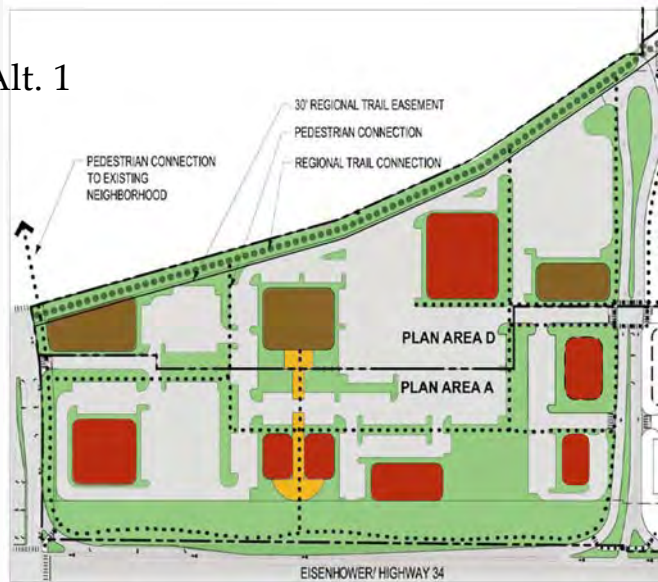 Alt. 1
30' REGIONAL TRAIL EASEMENT
PEDESTRIAN CONNECTION
REGIONAL TRAIL CONNECTION
PEDESTRIAN CONNECTION
TO EXISTING
NEIGHBORHOOD
PLAN AREA D
PLAN AREA A
EISENHOWER/ HIGHWAY 34